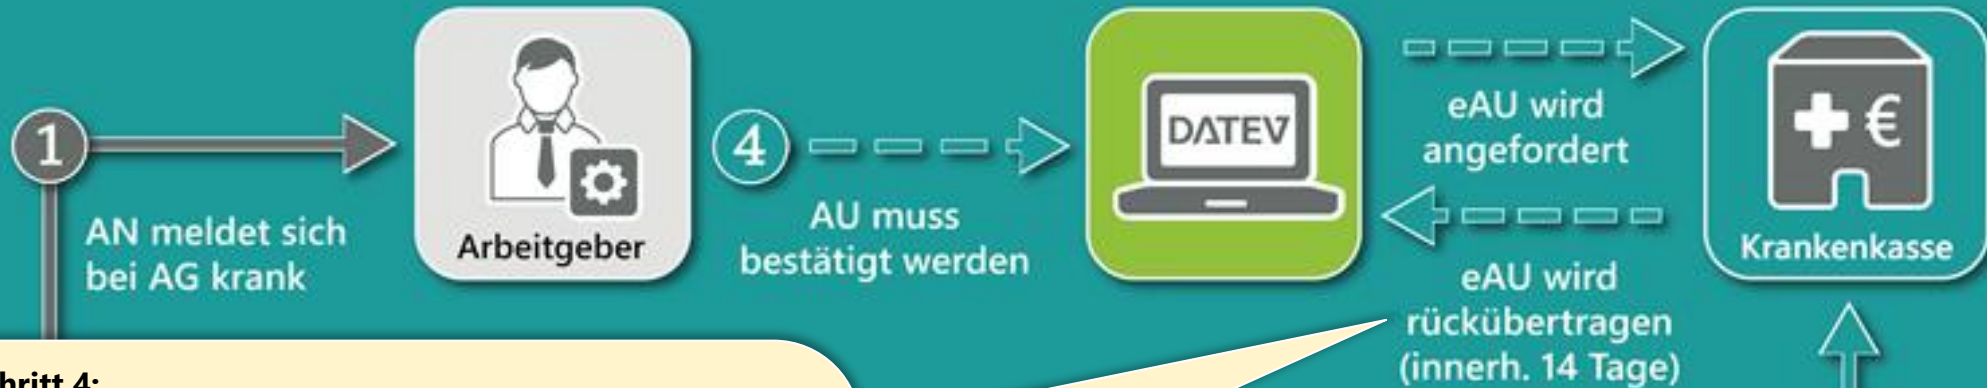 1
AN meldet sich
bei AG krank
Arbeitgeber
4
AU muss
bestätigt werden
DATEV
eAU wird
angefordert
eAU wird
rückübertragen
(innerh. 14 Tage)
€
Krankenkasse
hritt 4: